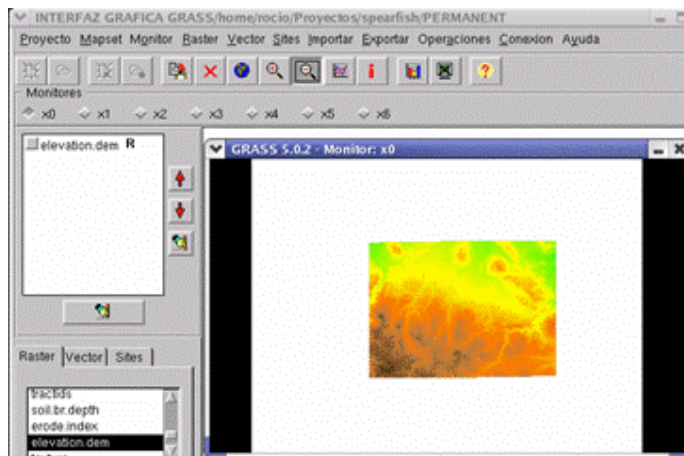 INTERFAZ GRAFICA GRASS/home/rocio/Proyectos/spearfish/PERMANENT
Proyecto Mapset Monitor Raster Vector Sites Importar Exportar Operaciones Conexion Ayuda
Monitores
x0 x1 x2 x3 x4 x5 x6
elevation.dem R
GRASS 5.0.2 - Monitor: x0
Raster Vector Sites
tractids
soil.br.depth
erode.index
elevation.dem